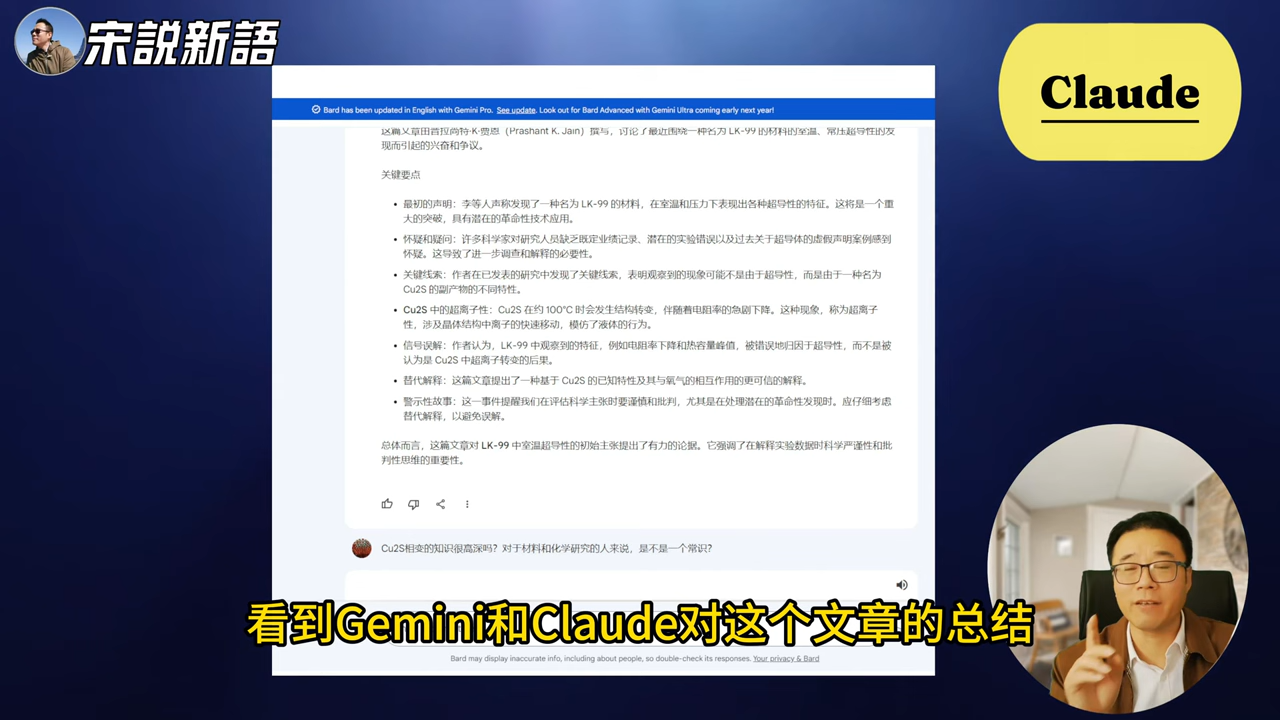 宋説新語
Claude
Bard has been updated in English with Gemini Pro. See update. Look out for Bard Advanced with Gemini Ultra coming early next year!
这篇文章由普拉尚特·K·贾恩（Prashant K. Jain）撰写，讨论了最近围绕一种名为 LK-99 的材料的室温、常压超导性的发
现而引起的兴奋和争议。
关键要点
• 最初的声明：李等人声称发现了一种名为 LK-99 的材料，在室温和压力下表现出各种超导性的特征。这将是一个重
大的突破，具有潜在的革命性技术应用。
• 怀疑和疑问：许多科学家对研究人员缺乏既定业绩记录、潜在的实验错误以及过去关于超导体的虚假声明案例感到
怀疑。这导致了进一步调查和解释的必要性。
• 关键线索：作者在已发表的研究中发现了关键线索，表明观察到的现象可能不是由于超导性，而是由于一种名为
Cu2S 的副产物的不同特性。
• Cu2S 中的超离子性：Cu2S 在约 100°C 时会发生结构转变，伴随着电阻率的急剧下降。这种现象，称为超离子
性，涉及晶体结构中离子的快速移动，模仿了液体的行为。
• 信号误解：作者认为，LK-99 中观察到的特征，例如电阻率下降和热容量峰值，被错误地归因于超导性，而不是被
认为是 Cu2S 中超离子转变的后果。
• 替代解释：这篇文章提出了一种基于 Cu2S 的已知特性及其与氧气的相互作用的更可信的解释。
• 警示性故事：这一事件提醒我们在评估科学主张时要谨慎和批判，尤其是在处理潜在的革命性发现时。应仔细考虑
替代解释，以避免误解。
总体而言，这篇文章对 LK-99 中室温超导性的初始主张提出了有力的论据。它强调了在解释实验数据时科学严谨性和批
判性思维的重要性。
Cu2S相变的知识很高深吗？对于材料和化学研究的人来说，是不是一个常识？
看到Gemini和Claude对这个文章的总结
Bard may display inaccurate info, including about people, so double-check its responses. Your privacy & Bard